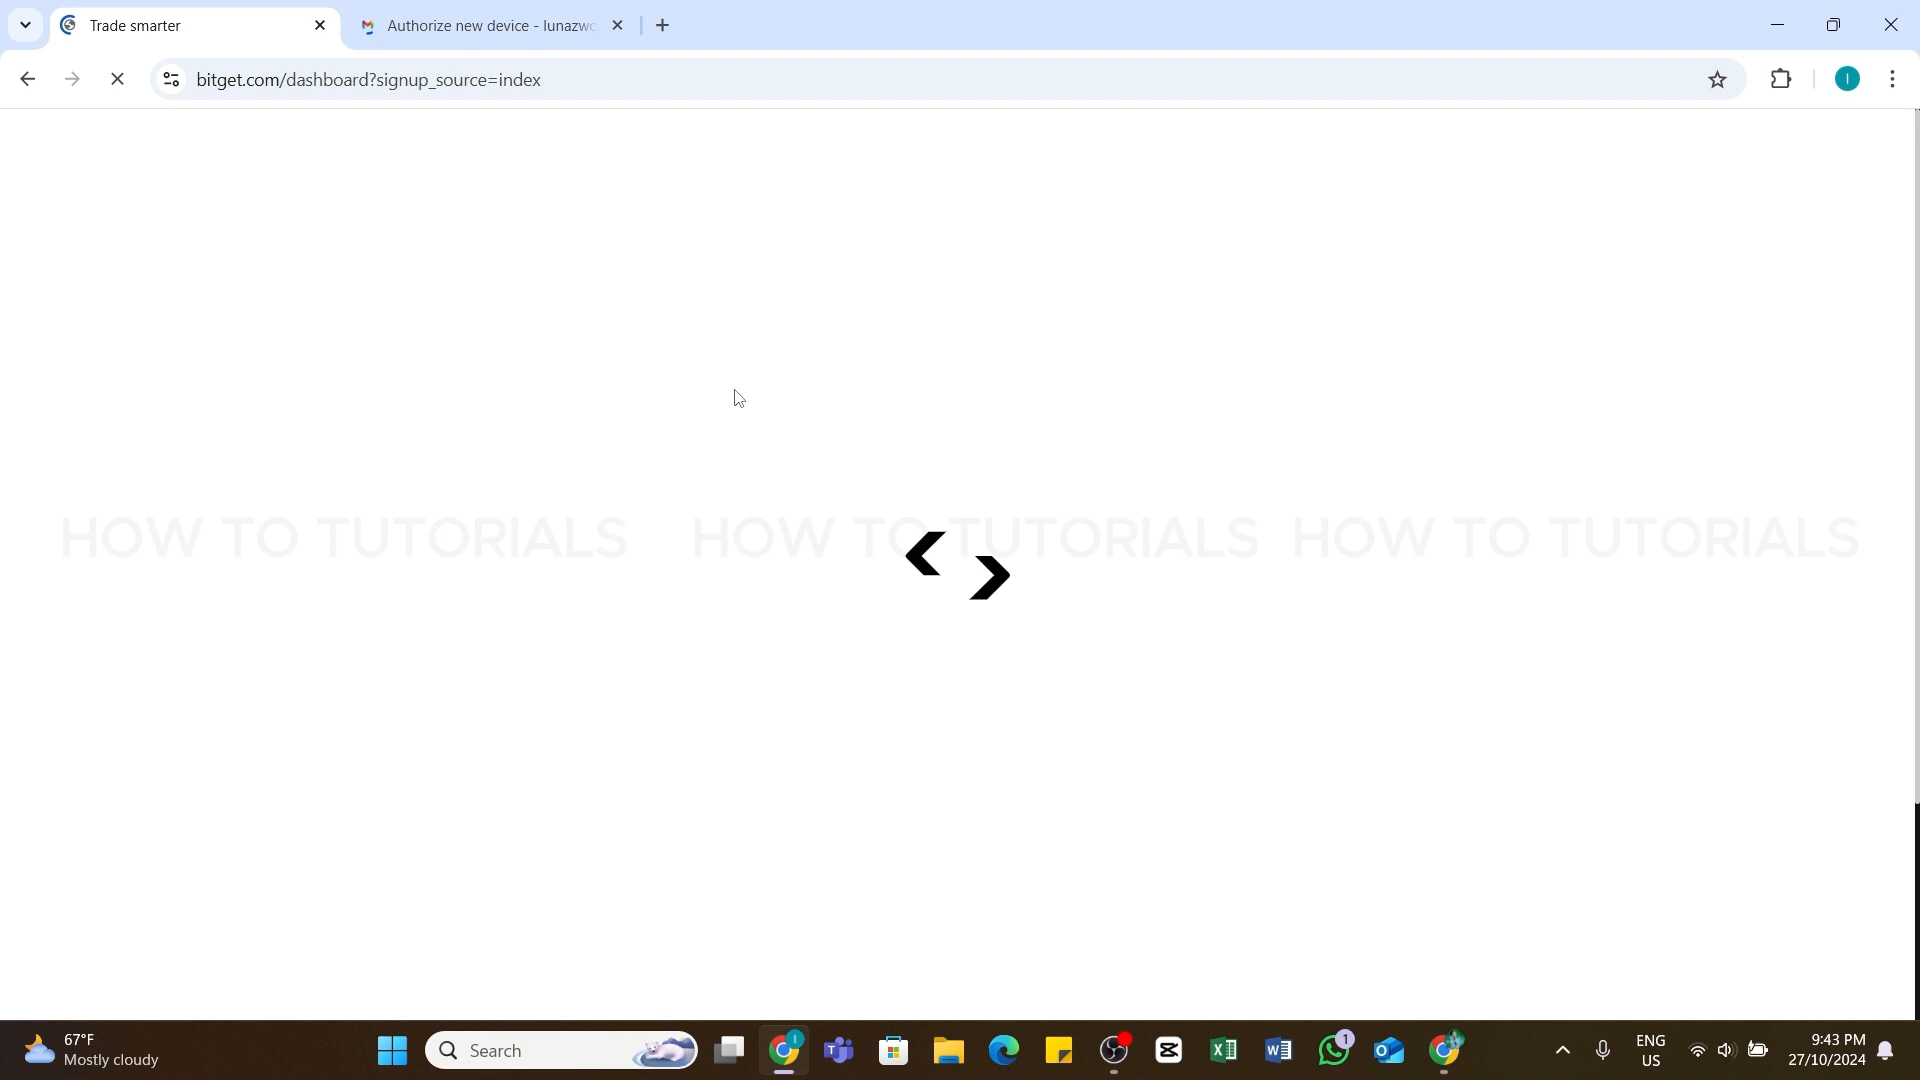 Trade smarter
Authorize new device - lunazwo
bitget.com/dashboard?signup_source=index
HOW TO TUTORIALS HOW TO TUTORIALS HOW TO TUTORIALS
67°F
Mostly cloudy
Search
1
ENG
US
9:43 PM
27/10/2024